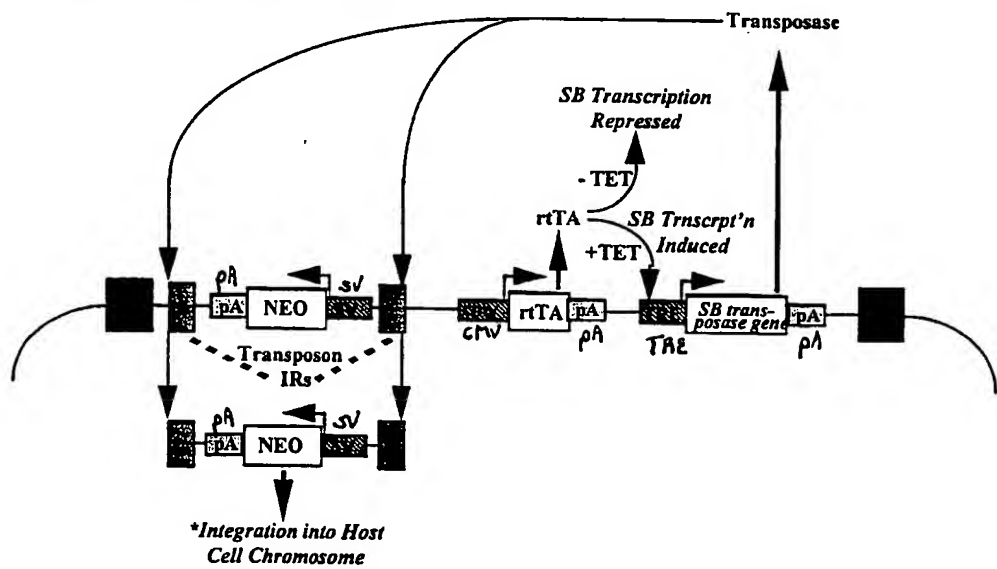 Transposase
SB Transcription
Repressed
- TET
rtTA
SB Trnscrpt'n
Induced
+TET
pA
pA
NEO
SV
CMV
rtTA
pA
pA
TRE
SB trans-
posase gene
pA
pA
Transposon
IRs
pA
pA
NEO
SV
*Integration into Host
Cell Chromosome